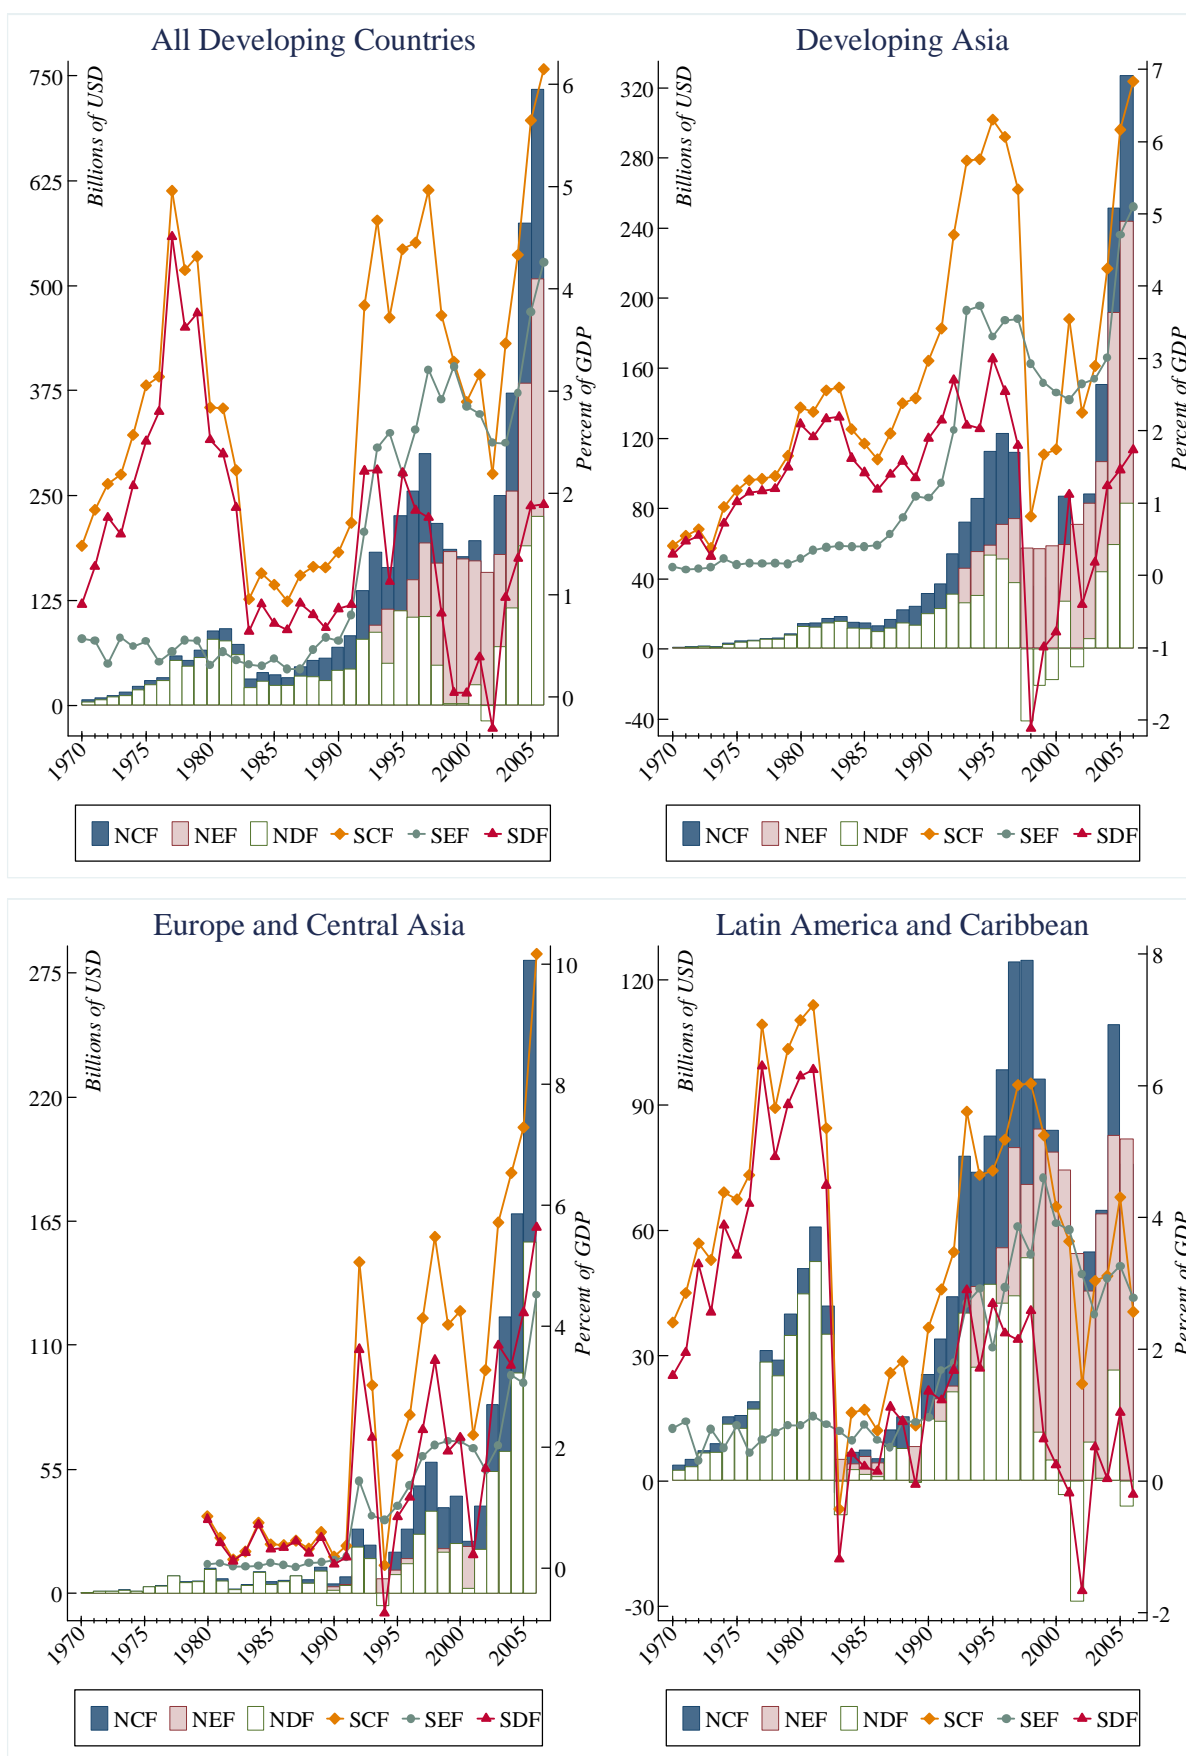 All Developing Countries
Billions of USD
750
625
500
375
250
125
0
6
5
4
3
2
1
0
Percent of GDP
1970 1975 1980 1985 1990 1995 2000 2005
NCF NEF NDF SCF SEF SDF
Developing Asia
Billions of USD
320
280
240
200
160
120
80
40
0
-40
7
6
5
4
3
2
1
0
-1
-2
Percent of GDP
1970 1975 1980 1985 1990 1995 2000 2005
NCF NEF NDF SCF SEF SDF
Europe and Central Asia
Billions of USD
275
220
165
110
55
0
10
8
6
4
2
0
Percent of GDP
1970 1975 1980 1985 1990 1995 2000 2005
NCF NEF NDF SCF SEF SDF
Latin America and Caribbean
Billions of USD
120
90
60
30
0
-30
8
6
4
2
0
-2
Percent of GDP
1970 1975 1980 1985 1990 1995 2000 2005
NCF NEF NDF SCF SEF SDF